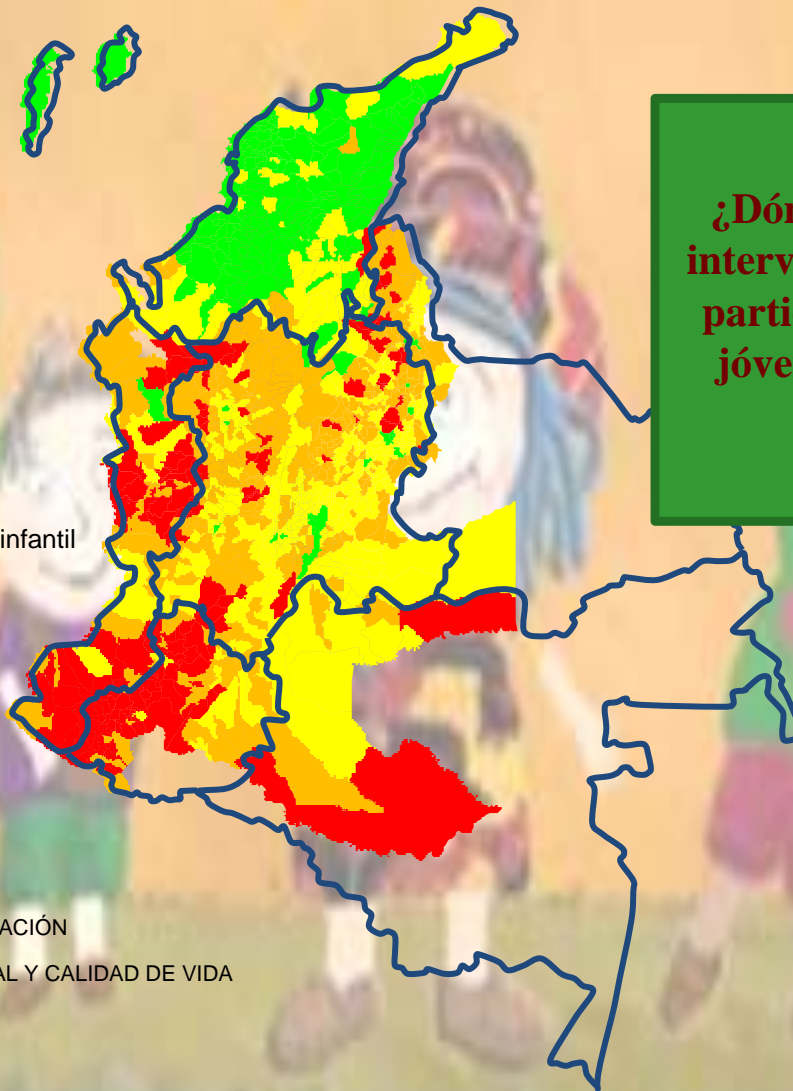 ¿Dón
interv
parti
jóve
infantil
ACIÓN
AL Y CALIDAD DE VIDA